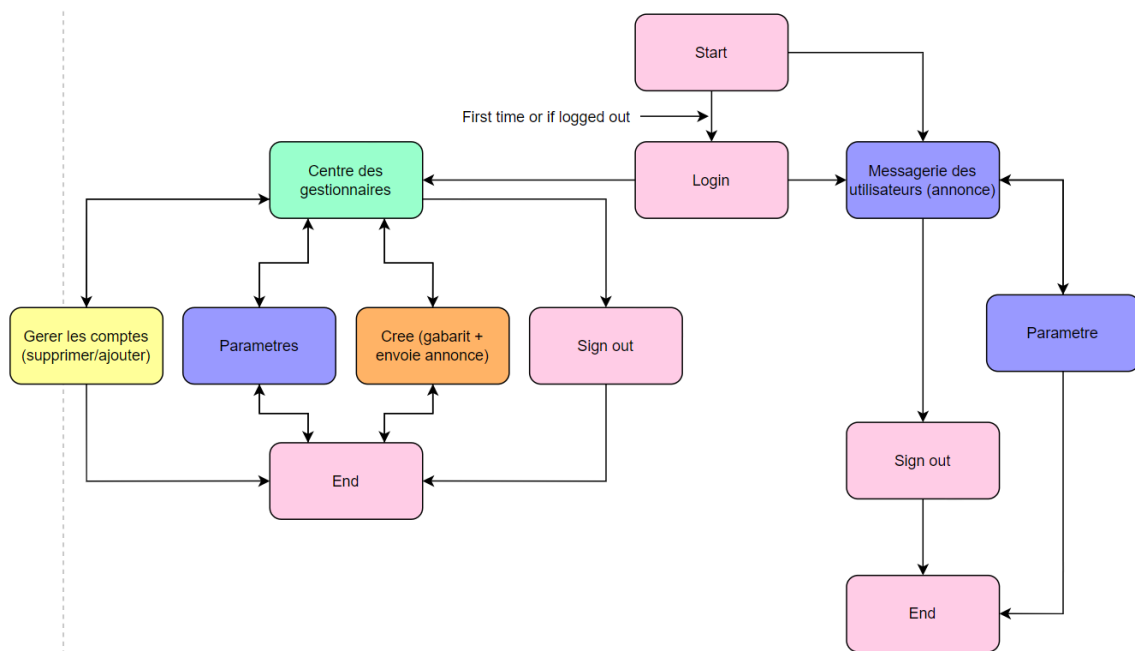 Start
First time or if logged out
Centre des
gestionnaires
Login
Messagerie des
utilisateurs (annonce)
Gerer les comptes
(supprimer/ajouter)
Parametres
Cree (gabarit +
envoie annonce)
Sign out
Parametre
End
Sign out
End